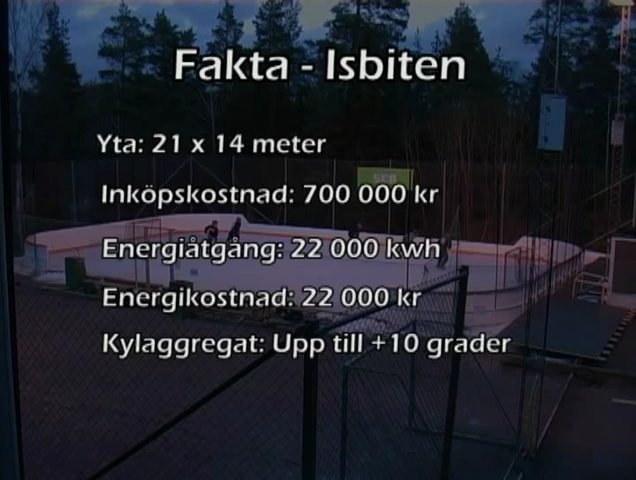 Fakta - Isbiten
Yta: 21 x 14 meter
Inköpskostnad: 700 000 kr
SEB
Energiåtgång: 22 000 kwh
Energikostnad: 22 000 kr
Kylaggregat: Upp till +10 grader